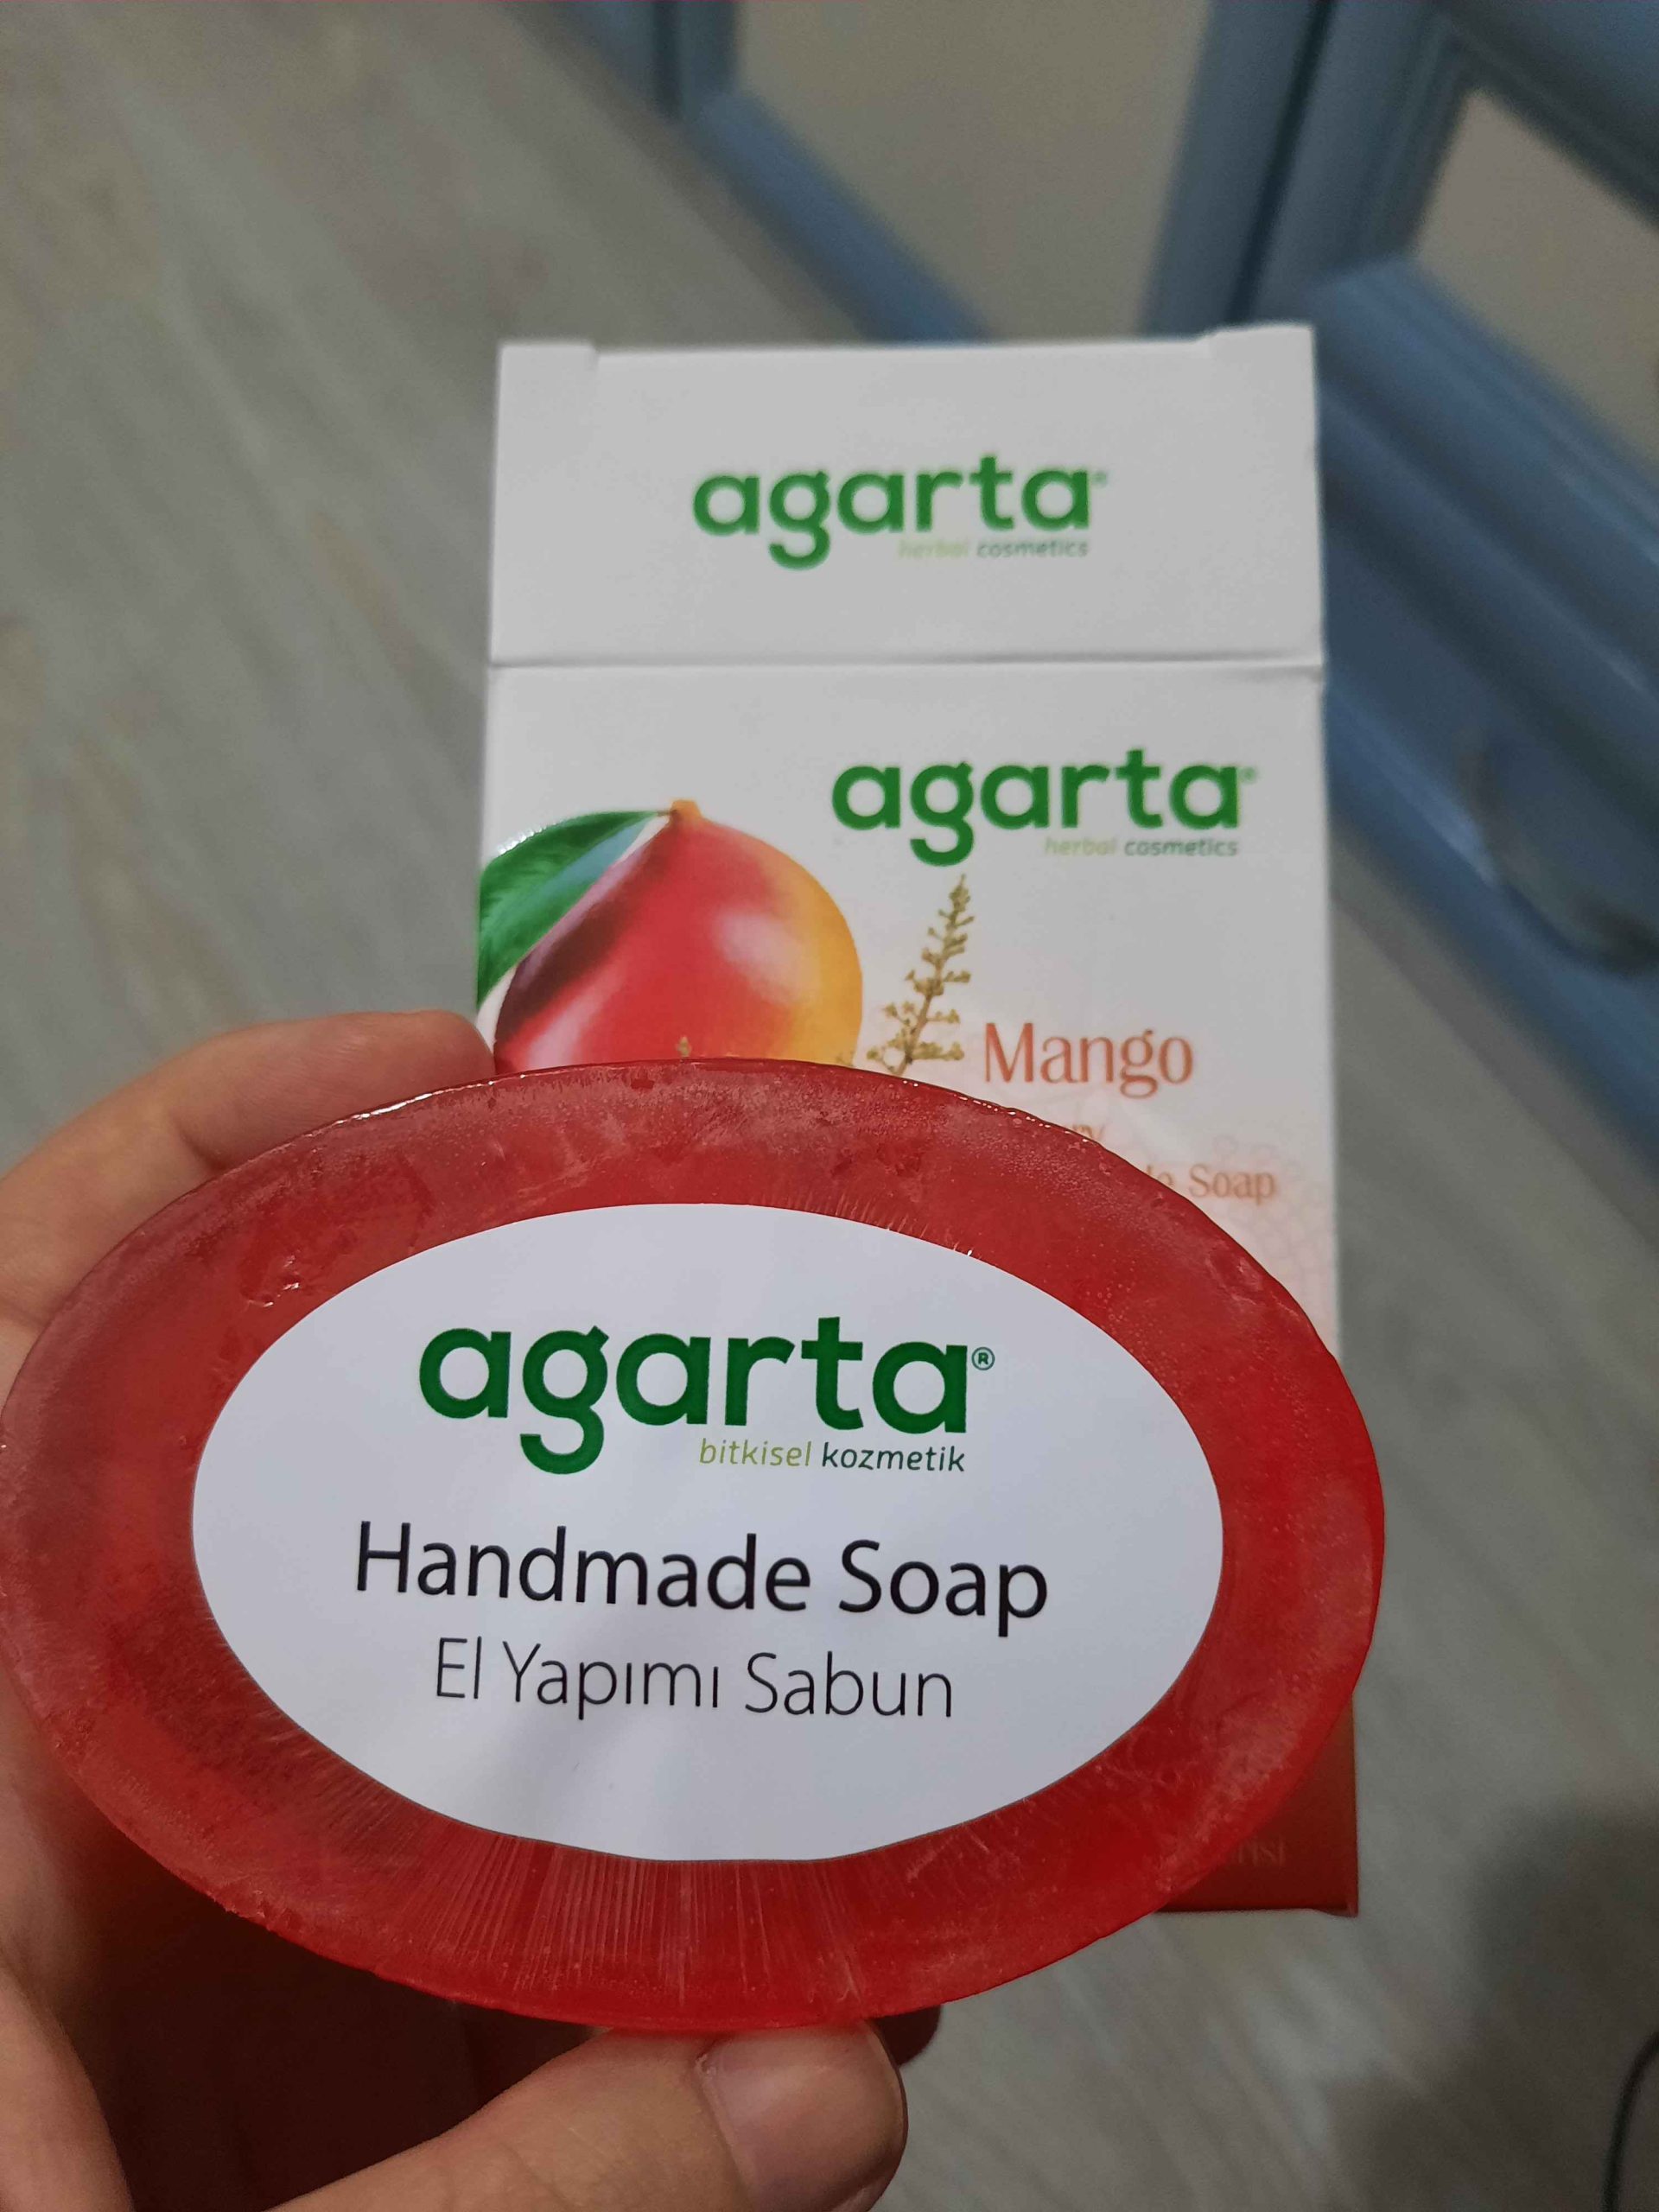 agarta
herbal cosmetics
agarta
herbal cosmetics
Mango
Soap
agarta®
bitkisel kozmetik
Handmade Soap
El Yapımı Sabun